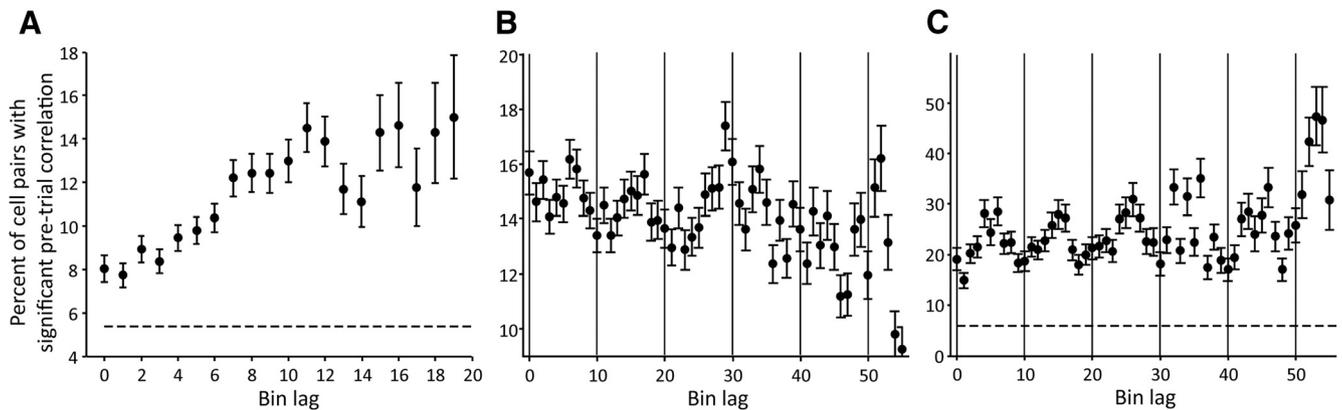 A
B
C
Percent of cell pairs with
significant pre-trial correlation
18
16
14
12
10
8
6
4
0 2 4 6 8 10 12 14 16 18 20
Bin lag
20
18
16
14
12
10
0 10 20 30 40 50
Bin lag
50
40
30
20
10
0
0 10 20 30 40 50
Bin lag